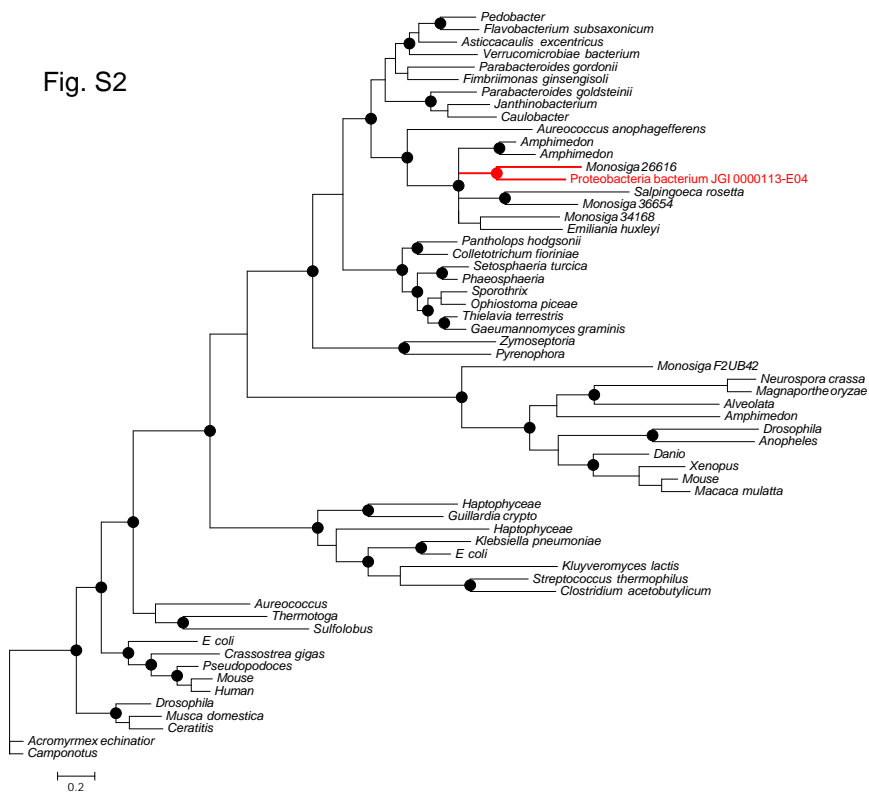 Fig. S2
Pedobacter
Flavobacterium subsaxonicum
Asticcacaulis excentricus
Verrucomicrobiae bacterium
Parabacteroides gordonii
Fimbriimonas ginsengisoli
Parabacteroides goldsteinii
Janthinobacterium
Caulobacter
Aureococcus anophagefferens
Amphimedon
Amphimedon
Monosiga 26616
Proteobacteria bacterium JGI 0000113-E04
Salpingoeca rosetta
Monosiga 36654
Monosiga 34168
Emiliania huxleyi
Pantholops hodgsonii
Colletotrichum fioriniae
Setosphaeria turcica
Phaeosphaeria
Sporothrix
Ophiostoma piceae
Thielavia terrestris
Gaeumannomyces graminis
Zymoseptoria
Pyrenophora
Monosiga F2UB42
Neurospora crassa
Magnaporthe oryzae
Alveolata
Amphimedon
Drosophila
Anopheles
Danio
Xenopus
Mouse
Macaca mulatta
Haptophyceae
Guillardia crypto
Haptophyceae
Klebsiella pneumoniae
E coli
Kluyveromyces lactis
Streptococcus thermophilus
Clostridium acetobutylicum
Aureococcus
Thermotoga
Sulfolobus
E coli
Crassostrea gigas
Pseudopodoces
Mouse
Human
Drosophila
Musca domestica
Ceratitis
Acromyrmex echinatior
Camponotus
0.2